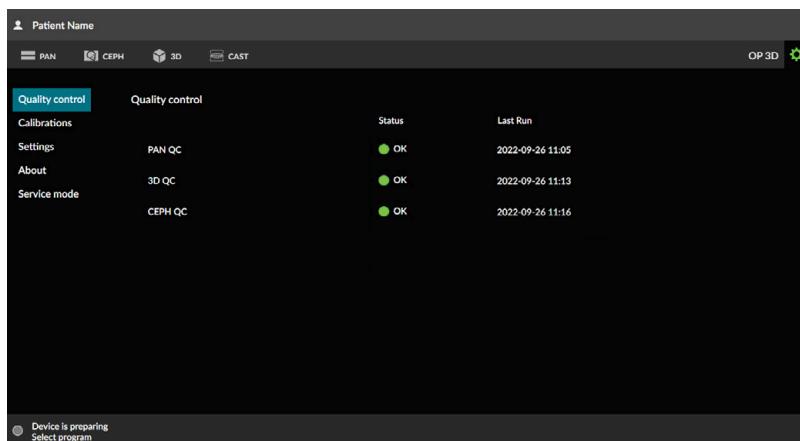 Patient Name
PAN CEPH 3D CAST OP 3D
Quality control
Calibrations
Settings
About
Service mode
Quality control
Status Last Run
PAN QC OK 2022-09-26 11:05
3D QC OK 2022-09-26 11:13
CEPH QC OK 2022-09-26 11:16
Device is preparing
Select program